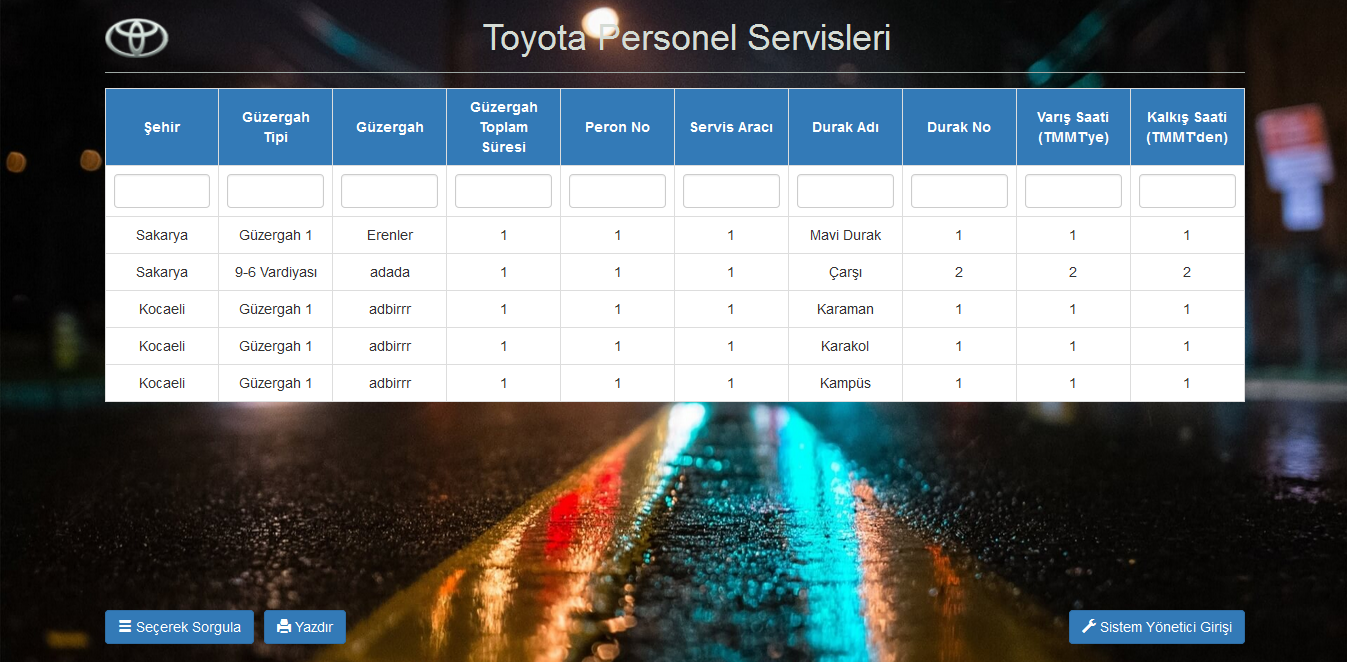 Toyota Personel Servisleri
Şehir Güzergah Tipi Güzergah Güzergah Toplam Süresi Peron No Servis Aracı Durak Adı Durak No Varış Saati (TMMT'ye) Kalkış Saati (TMMT'den)
Sakarya Güzergah 1 Erenler 1 1 1 Mavi Durak 1 1 1
Sakarya 9-6 Vardiyası adada 1 1 1 Çarşı 2 2 2
Kocaeli Güzergah 1 adbirrr 1 1 1 Karaman 1 1 1
Kocaeli Güzergah 1 adbirrr 1 1 1 Karakol 1 1 1
Kocaeli Güzergah 1 adbirrr 1 1 1 Kampüs 1 1 1
Seçerek Sorgula Yazdır Sistem Yönetici Girişi